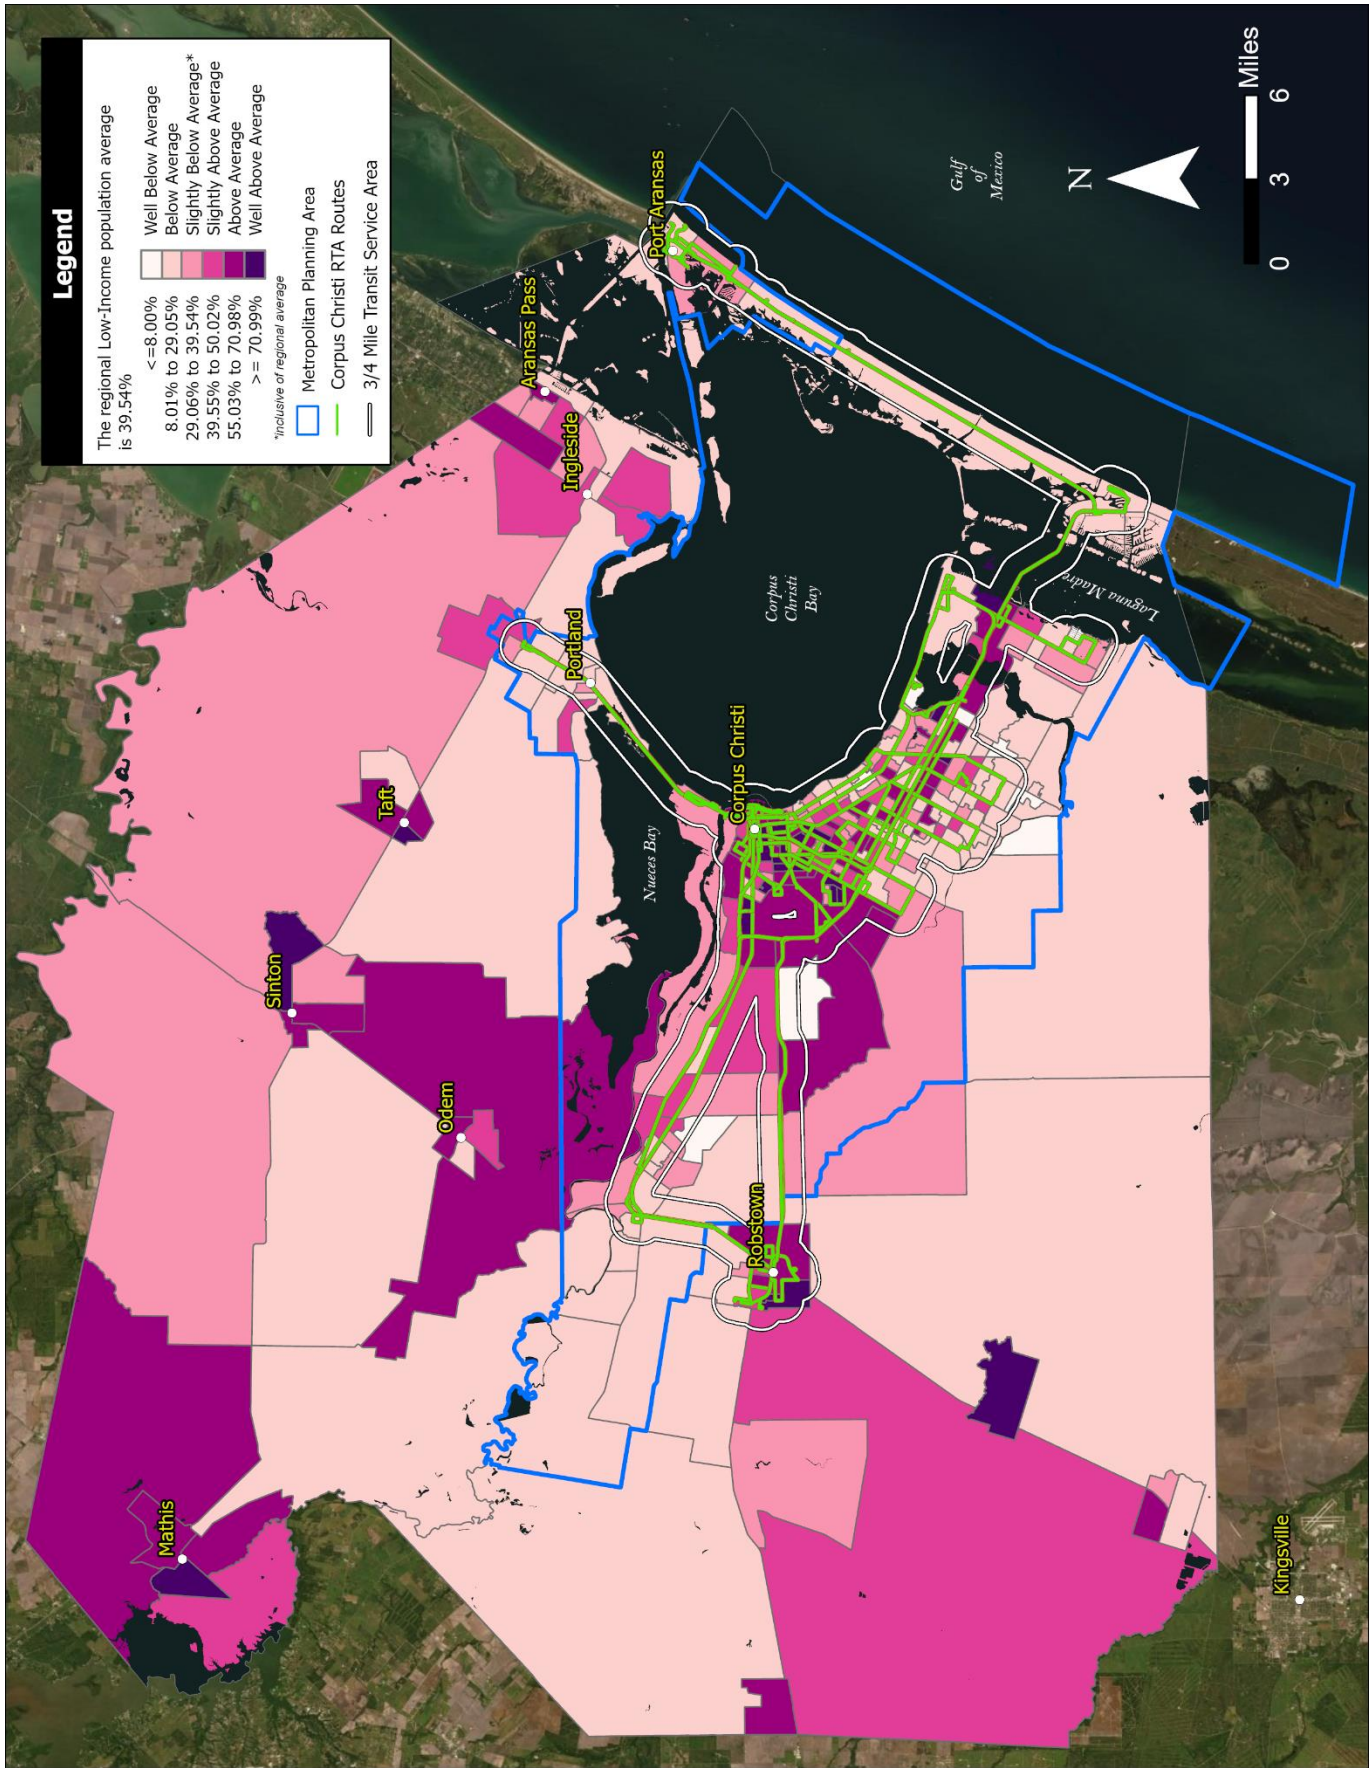 Legend
The regional Low-Income population average
is 39.54%
<=8.00% Well Below Average
8.01% to 29.05% Below Average
29.06% to 39.54% Slightly Below Average*
39.55% to 50.02% Slightly Above Average
55.03% to 70.98% Above Average
>= 70.99% Well Above Average
*inclusive of regional average
Metropolitan Planning Area
Corpus Christi RTA Routes
3/4 Mile Transit Service Area
Mathis
Sinton
Taft
Odem
Aransas Pass
Ingleside
Portland
Port Aransas
Nueces Bay
Corpus Christi
Corpus
Christi
Bay
Robstown
Laguna Madre
Gulf
of
Mexico
N
Kingsville
0 3 6 Miles